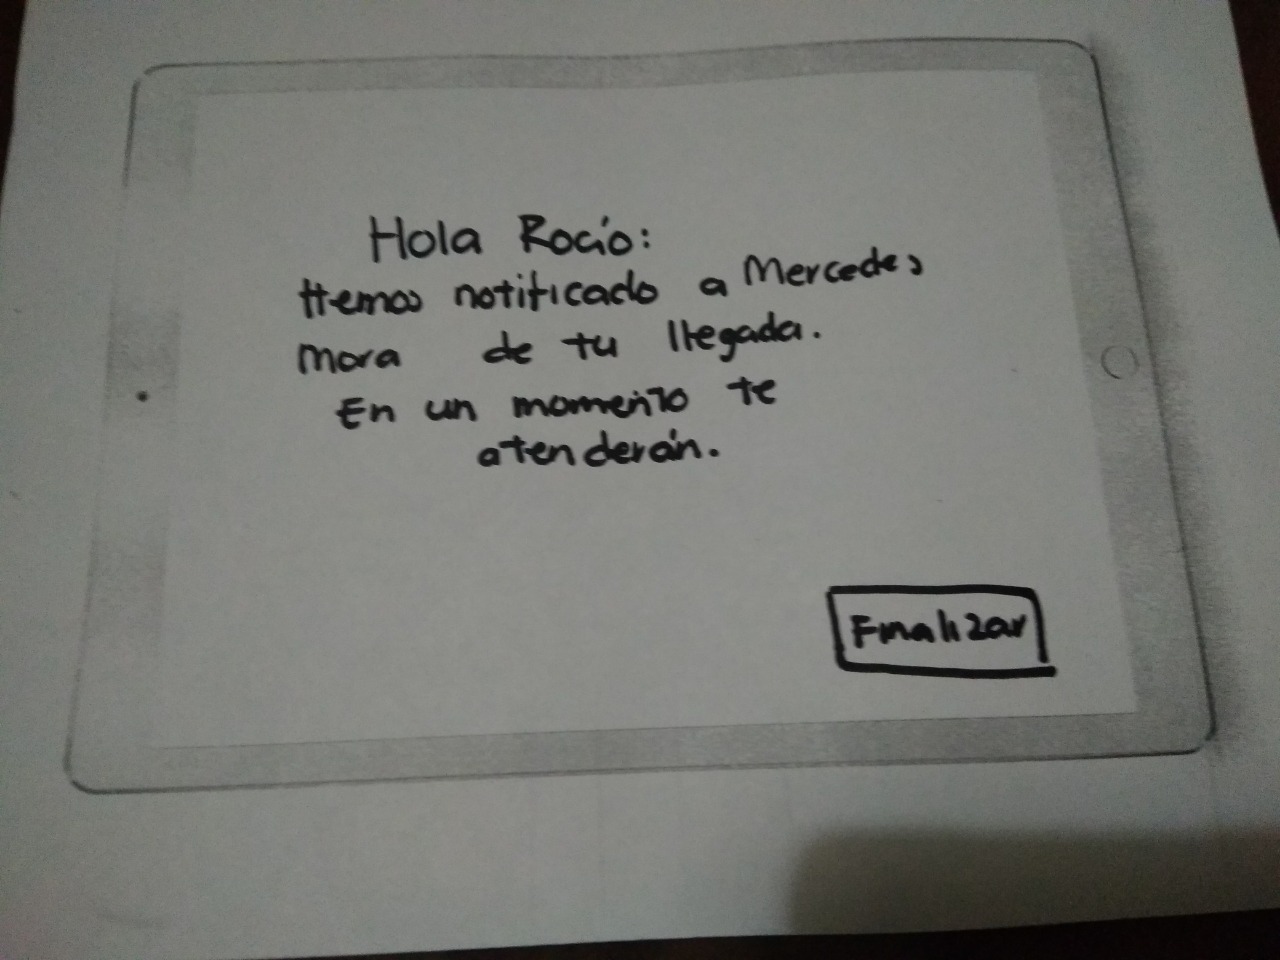 Hola Rocío:
Hemos notificado a Mercedes
Mora de tu llegada.
En un momento te
atenderán.
Finalizar